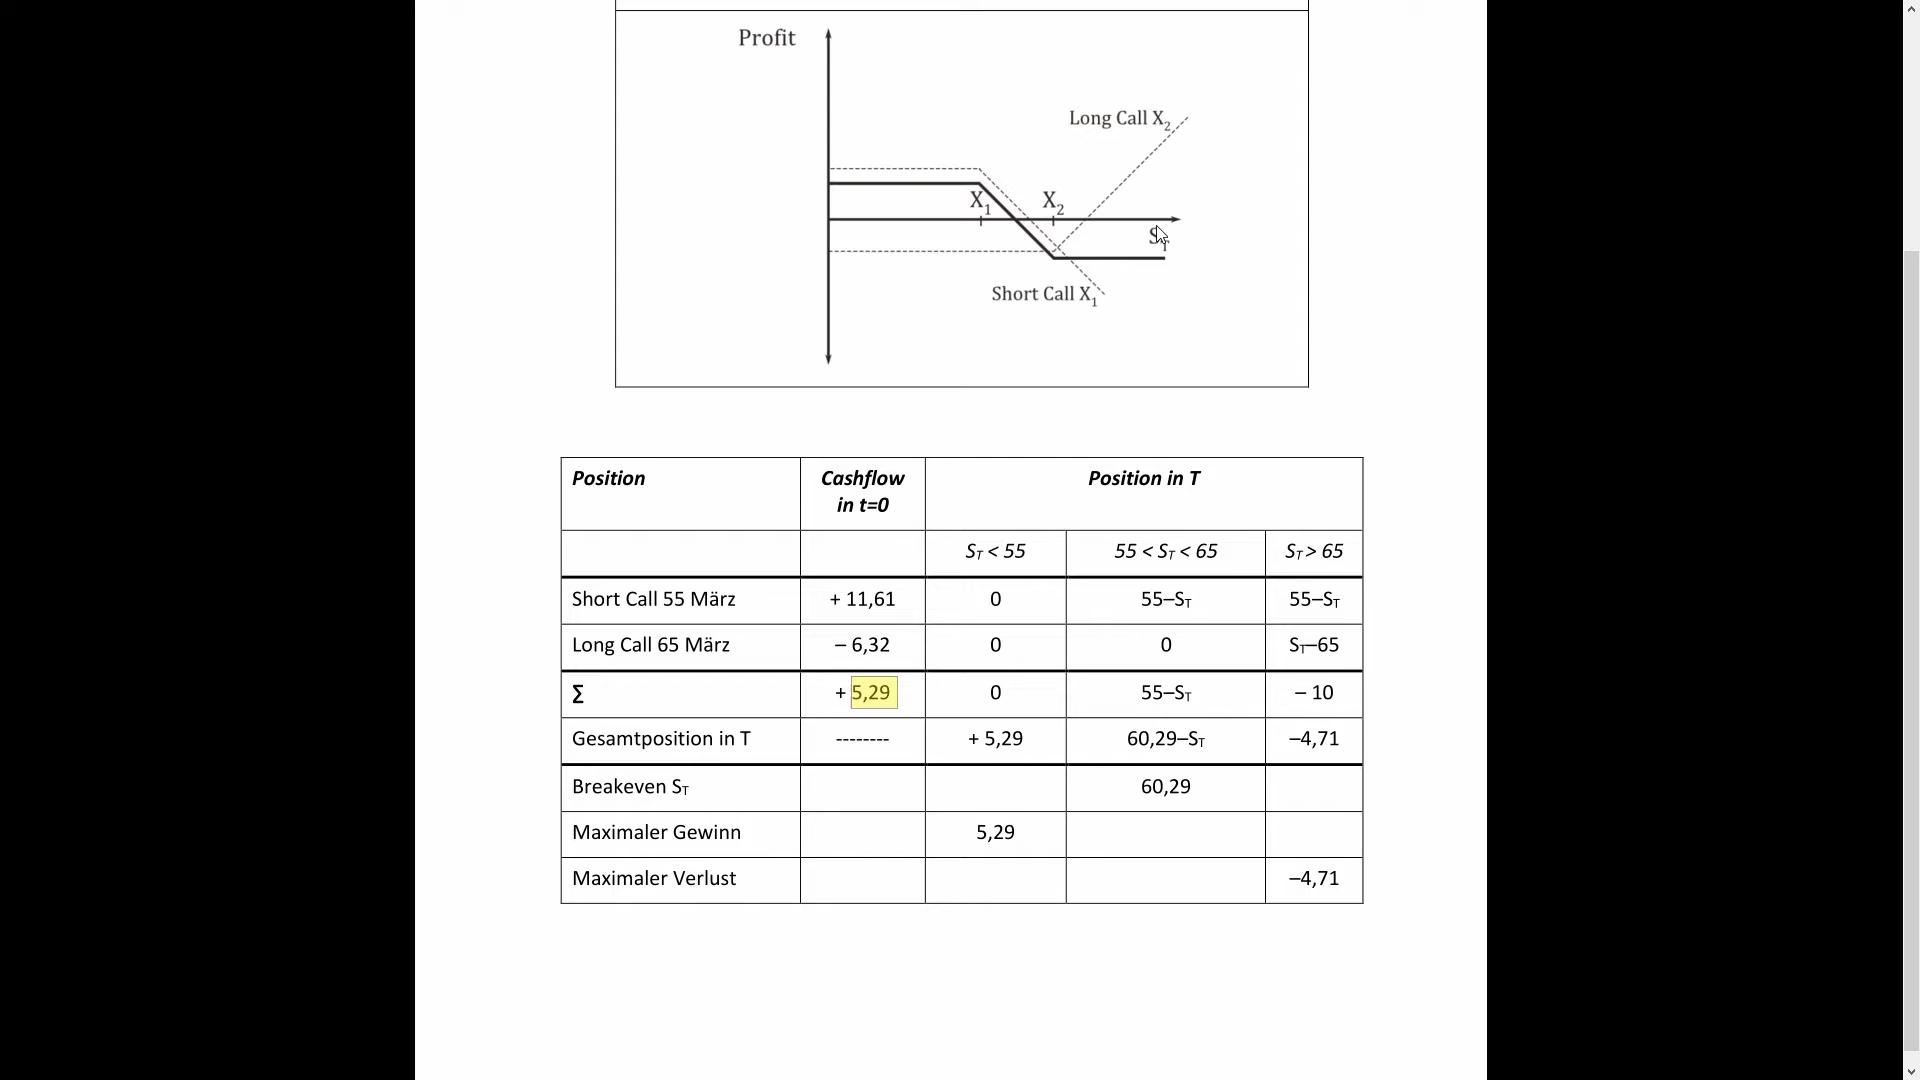 Profit
Long Call X2
X1
X2
ST
Short Call X1
Position Cashflow in t=0 Position in T
ST < 55 55 < ST < 65 ST > 65
Short Call 55 März + 11,61 0 55–ST 55–ST
Long Call 65 März – 6,32 0 0 ST–65
∑ + 5,29 0 55–ST – 10
Gesamtposition in T -------- + 5,29 60,29–ST –4,71
Breakeven ST 60,29
Maximaler Gewinn 5,29
Maximaler Verlust –4,71